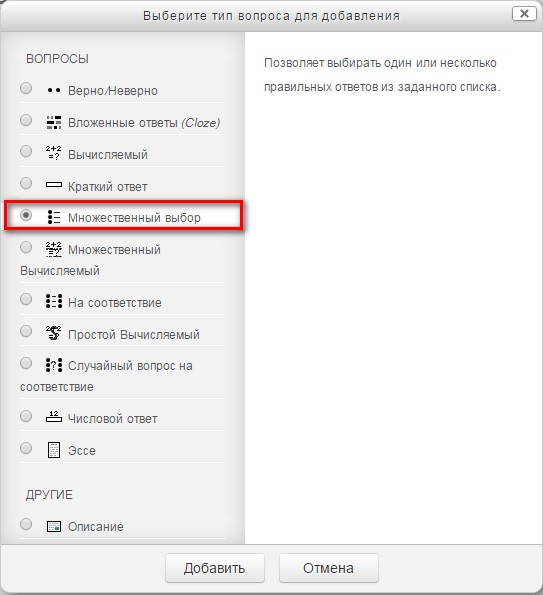 Выберите тип вопроса для добавления
ВОПРОСЫ
Верно/Неверно
Вложенные ответы (Cloze)
Вычисляемый
Краткий ответ
Множественный выбор
Множественный
Вычисляемый
На соответствие
Простой Вычисляемый
Случайный вопрос на
соответствие
Числовой ответ
Эссе
ДРУГИЕ
Описание
Позволяет выбирать один или несколько
правильных ответов из заданного списка.
Добавить
Отмена